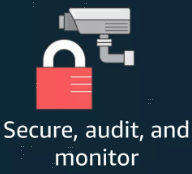 Secure, audit, and
monitor